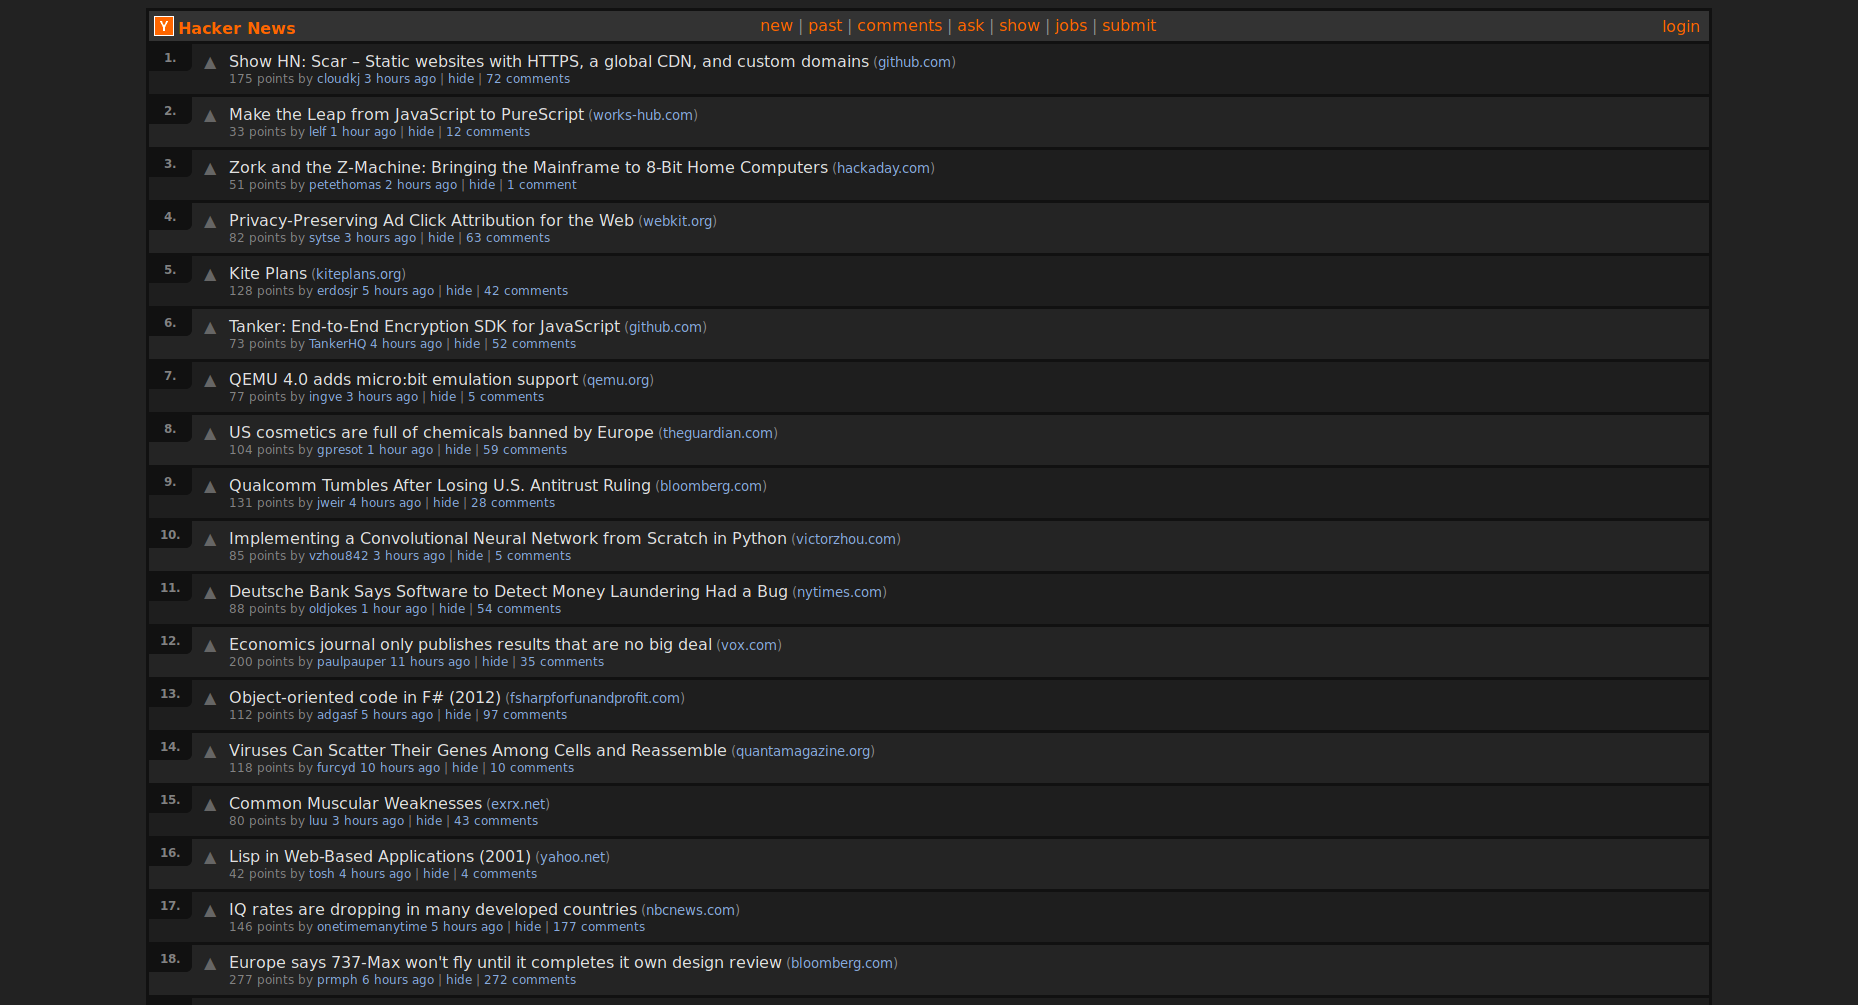 Y Hacker News new | past | comments | ask | show | jobs | submit login
1. ▲ Show HN: Scar – Static websites with HTTPS, a global CDN, and custom domains (github.com)
175 points by cloudkj 3 hours ago | hide | 72 comments
2. ▲ Make the Leap from JavaScript to PureScript (works-hub.com)
33 points by lelf 1 hour ago | hide | 12 comments
3. ▲ Zork and the Z-Machine: Bringing the Mainframe to 8-Bit Home Computers (hackaday.com)
51 points by petethomas 2 hours ago | hide | 1 comment
4. ▲ Privacy-Preserving Ad Click Attribution for the Web (webkit.org)
82 points by sytse 3 hours ago | hide | 63 comments
5. ▲ Kite Plans (kiteplans.org)
128 points by erdosjr 5 hours ago | hide | 42 comments
6. ▲ Tanker: End-to-End Encryption SDK for JavaScript (github.com)
73 points by TankerHQ 4 hours ago | hide | 52 comments
7. ▲ QEMU 4.0 adds micro:bit emulation support (qemu.org)
77 points by ingve 3 hours ago | hide | 5 comments
8. ▲ US cosmetics are full of chemicals banned by Europe (theguardian.com)
104 points by gpresot 1 hour ago | hide | 59 comments
9. ▲ Qualcomm Tumbles After Losing U.S. Antitrust Ruling (bloomberg.com)
131 points by jweir 4 hours ago | hide | 28 comments
10. ▲ Implementing a Convolutional Neural Network from Scratch in Python (victorzhou.com)
85 points by vzhou842 3 hours ago | hide | 5 comments
11. ▲ Deutsche Bank Says Software to Detect Money Laundering Had a Bug (nytimes.com)
88 points by oldjokes 1 hour ago | hide | 54 comments
12. ▲ Economics journal only publishes results that are no big deal (vox.com)
200 points by paulpauper 11 hours ago | hide | 35 comments
13. ▲ Object-oriented code in F# (2012) (fsharpforfunandprofit.com)
112 points by adgasf 5 hours ago | hide | 97 comments
14. ▲ Viruses Can Scatter Their Genes Among Cells and Reassemble (quantamagazine.org)
118 points by furcyd 10 hours ago | hide | 10 comments
15. ▲ Common Muscular Weaknesses (exrx.net)
80 points by luu 3 hours ago | hide | 43 comments
16. ▲ Lisp in Web-Based Applications (2001) (yahoo.net)
42 points by tosh 4 hours ago | hide | 4 comments
17. ▲ IQ rates are dropping in many developed countries (nbcnews.com)
146 points by onetimemanytime 5 hours ago | hide | 177 comments
18. ▲ Europe says 737-Max won't fly until it completes it own design review (bloomberg.com)
277 points by prmph 6 hours ago | hide | 272 comments